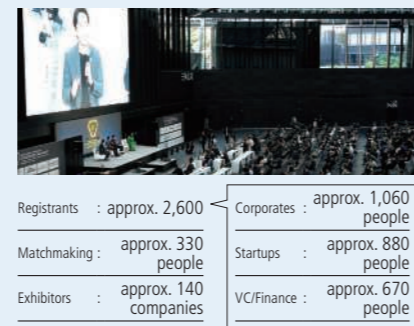 Registrants : approx. 2,600
Matchmaking : approx. 330
people
Exhibitors : approx. 140
companies
Corporates : approx. 1,060
people
Startups : approx. 880
people
VC/Finance : approx. 670
people